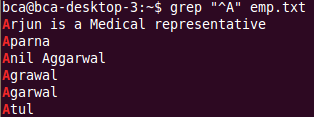 bca@bca-desktop-3:~$ grep "^A" emp.txt
Arjun is a Medical representative
Aparna
Anil Aggarwal
Agrawal
Agarwal
Atul